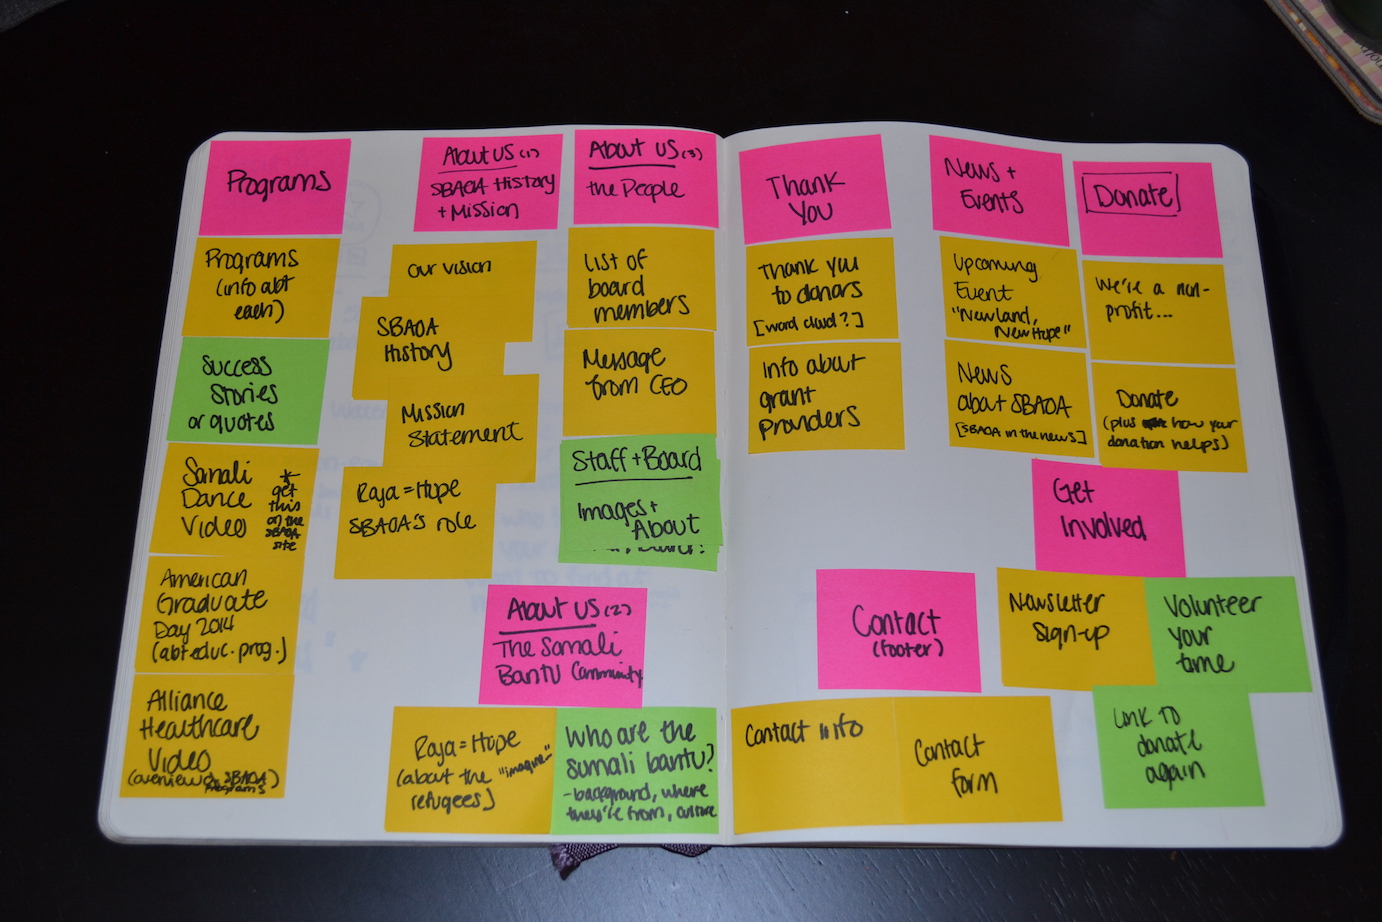 Programs
Programs
(info abt
each)
Success
Stories
or quotes
Somali
Dance
Video
* get
this
on the
SBAOA
site
American
Graduate
Day 2014
(abt educ. prog.)
Alliance
Healthcare
Video
(overview of SBAOA
programs)
About US (1)
SBAOA History
+ Mission
Our vision
SBAOA
History
Mission
Statement
Raja = Hope
SBAOA's role
About US (3)
the People
List of
board
members
Message
from CEO
Staff + Board
Images +
About
About US (2)
The Somali
Bantu Community
Raja = Hope
(about the "imagine"
refugees)
Who are the
Somali bantu?
- background, where
they're from, culture
Thank
You
Thank you
to donors
[word cloud?]
Info about
grant
providers
News +
Events
Upcoming
Event
"New land,
New Hope"
News
about SBAOA
[SBAOA in the news]
Donate
We're a non-
profit...
Donate
(plus how your
donation helps)
Get
Involved
Newsletter
sign-up
Volunteer
your
time
Link to
donate
again
Contact
(footer)
Contact info
Contact
form